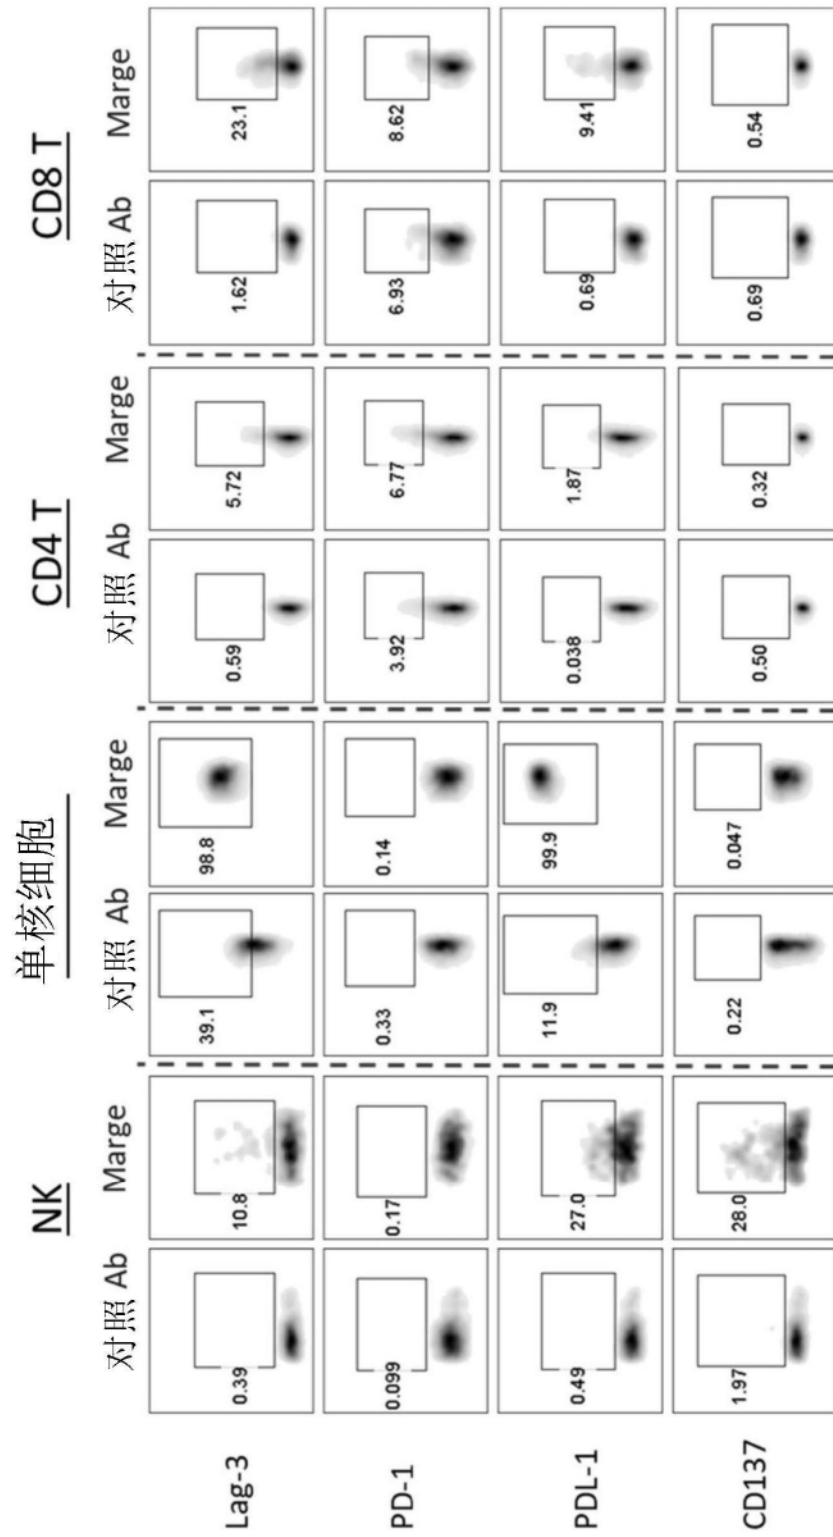 NK 单核细胞 CD4 T CD8 T
对照 Ab Marge 对照 Ab Marge 对照 Ab Marge 对照 Ab Marge
Lag-3 0.39 10.8 39.1 98.8 0.59 5.72 1.62 23.1
PD-1 0.099 0.17 0.33 0.14 3.92 6.77 6.93 8.62
PDL-1 0.49 27.0 11.9 99.9 0.038 1.87 0.69 9.41
CD137 1.97 28.0 0.22 0.047 0.50 0.32 0.69 0.54